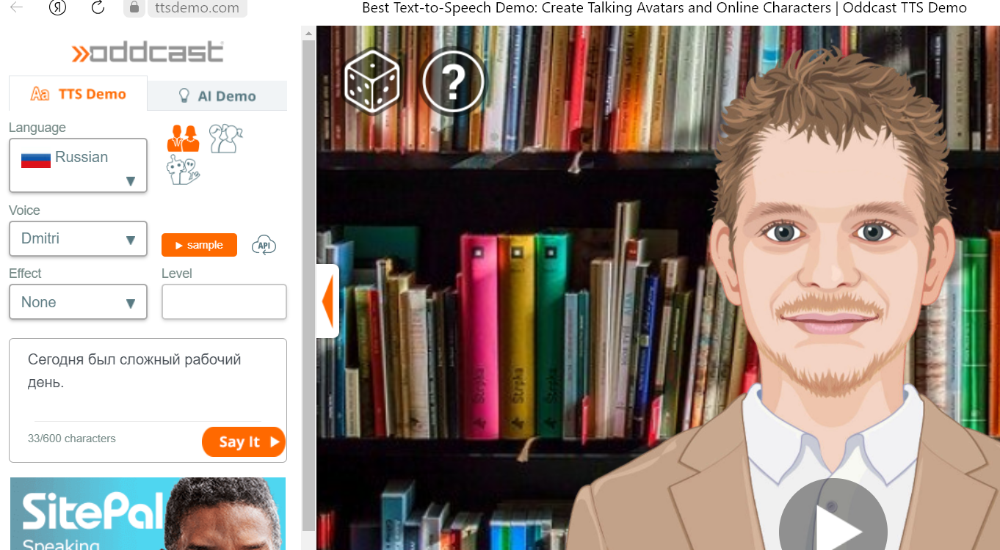 ttsdemo.com
Best Text-to-Speech Demo: Create Talking Avatars and Online Characters | Oddcast TTS Demo
oddcast
Aa TTS Demo
AI Demo
Language
Russian
Voice
Dmitri
sample
API
Effect
Level
None
Сегодня был сложный рабочий
день.
33/600 characters
Say It
SitePal
Speaking
?